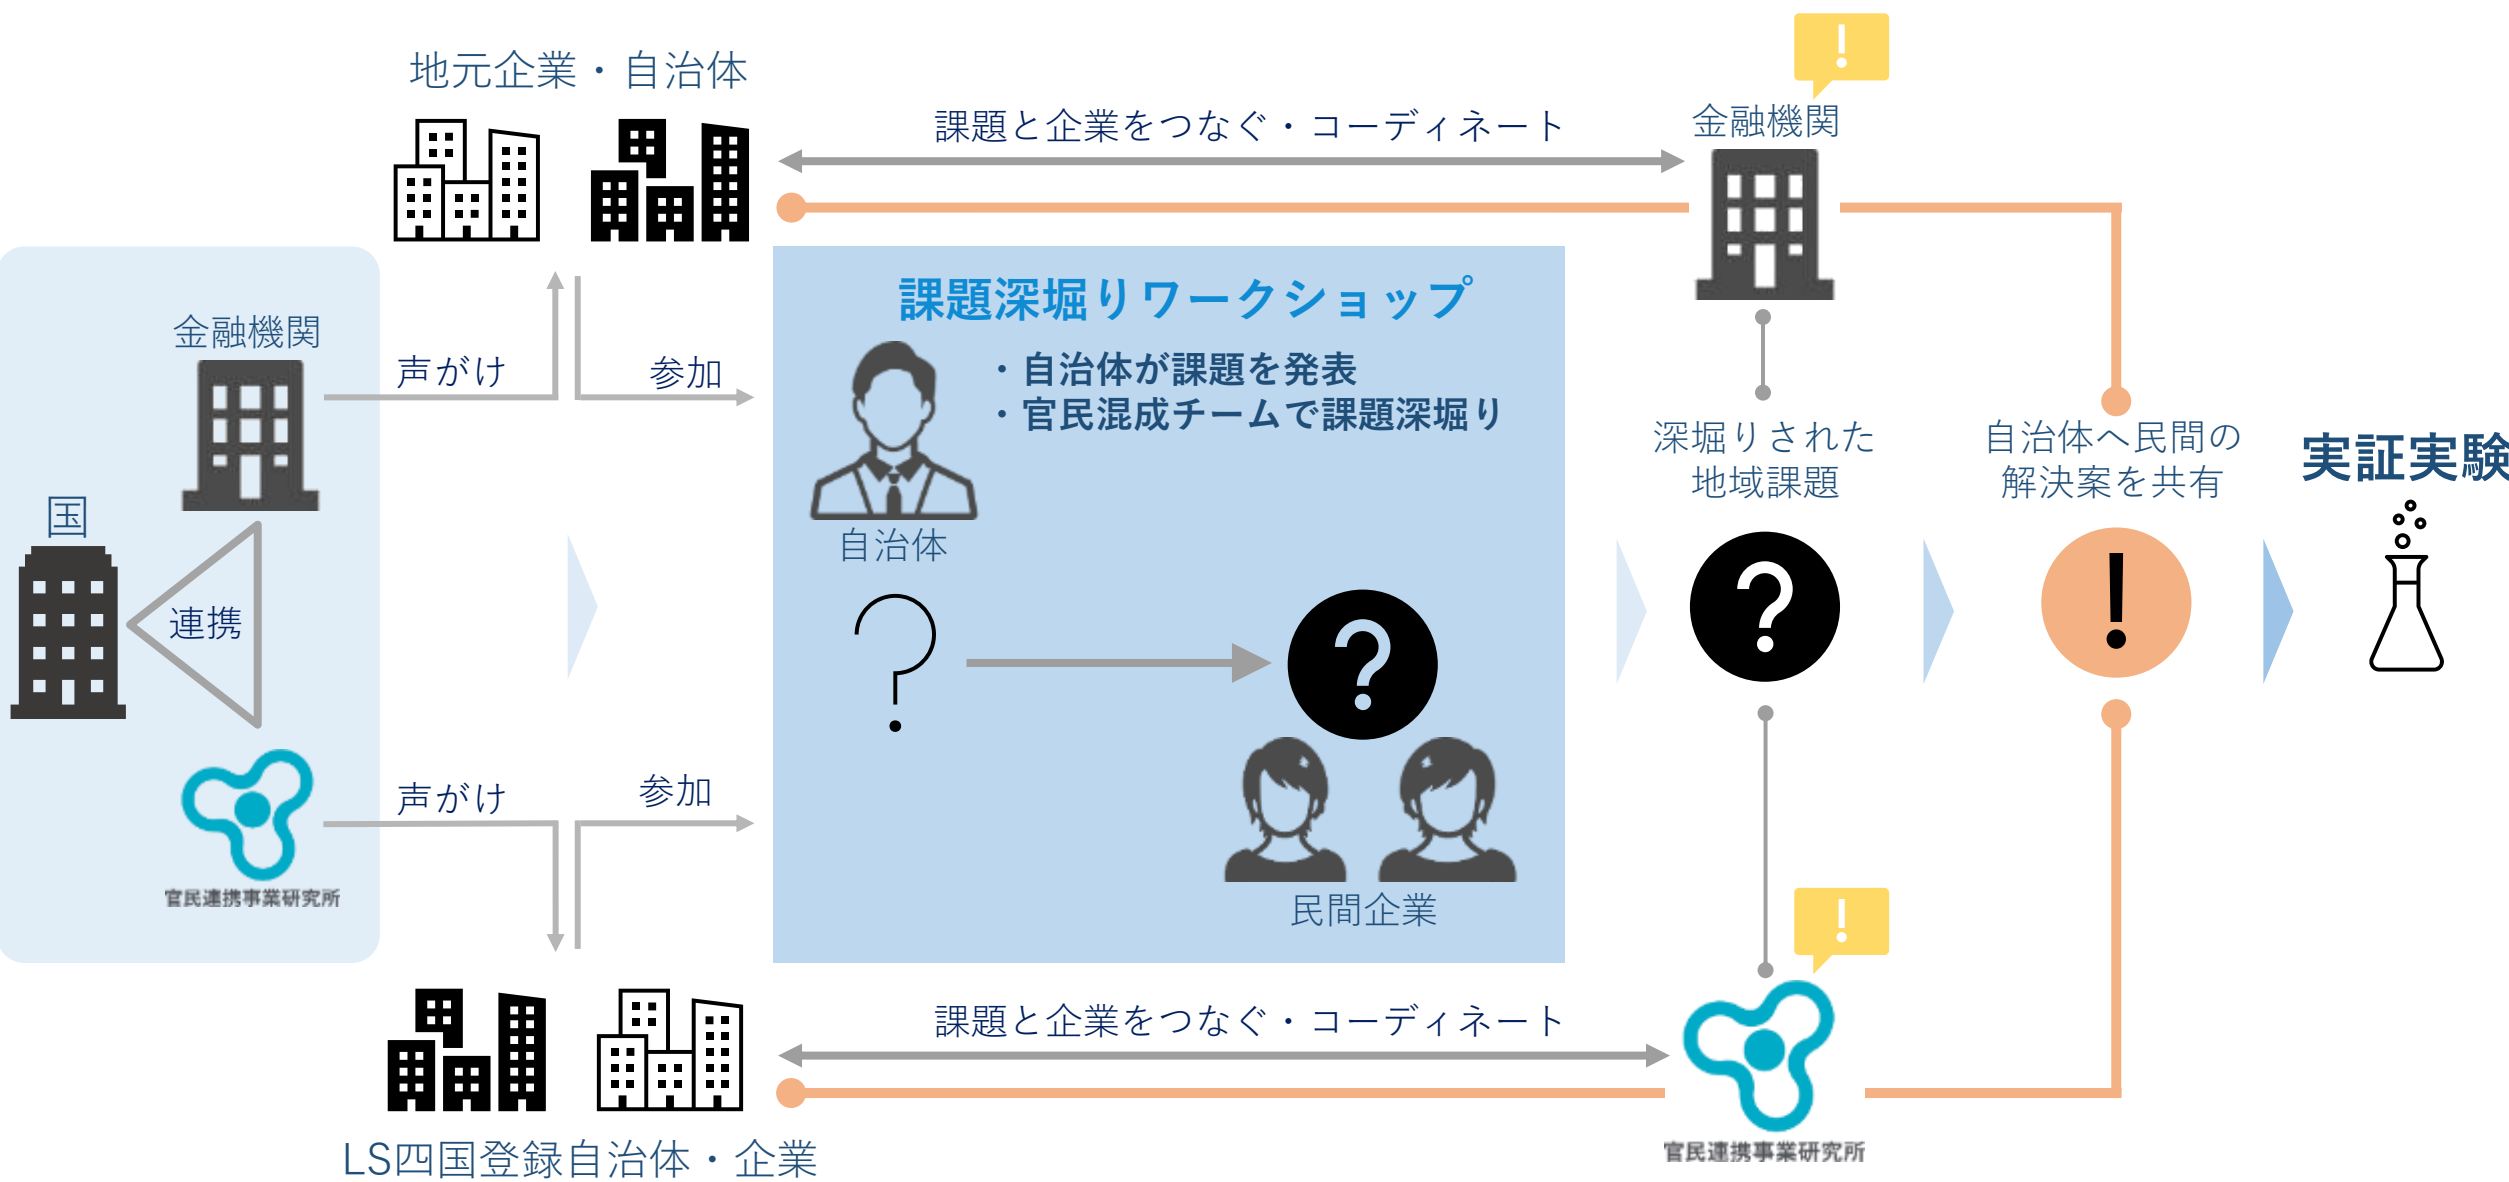 地元企業・自治体
課題と企業をつなぐ・コーディネート
金融機関
金融機関
声がけ
参加
国
連携
官民連携事業研究所
声がけ
参加
課題深堀りワークショップ
・自治体が課題を発表
・官民混成チームで課題深堀り
自治体
民間企業
深堀りされた
地域課題
自治体へ民間の
解決案を共有
実証実験
課題と企業をつなぐ・コーディネート
官民連携事業研究所
LS四国登録自治体・企業